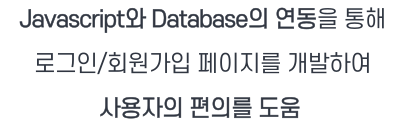 Javascript와 Database의 연동을 통해
로그인/회원가입 페이지를 개발하여
사용자의 편의를 도움